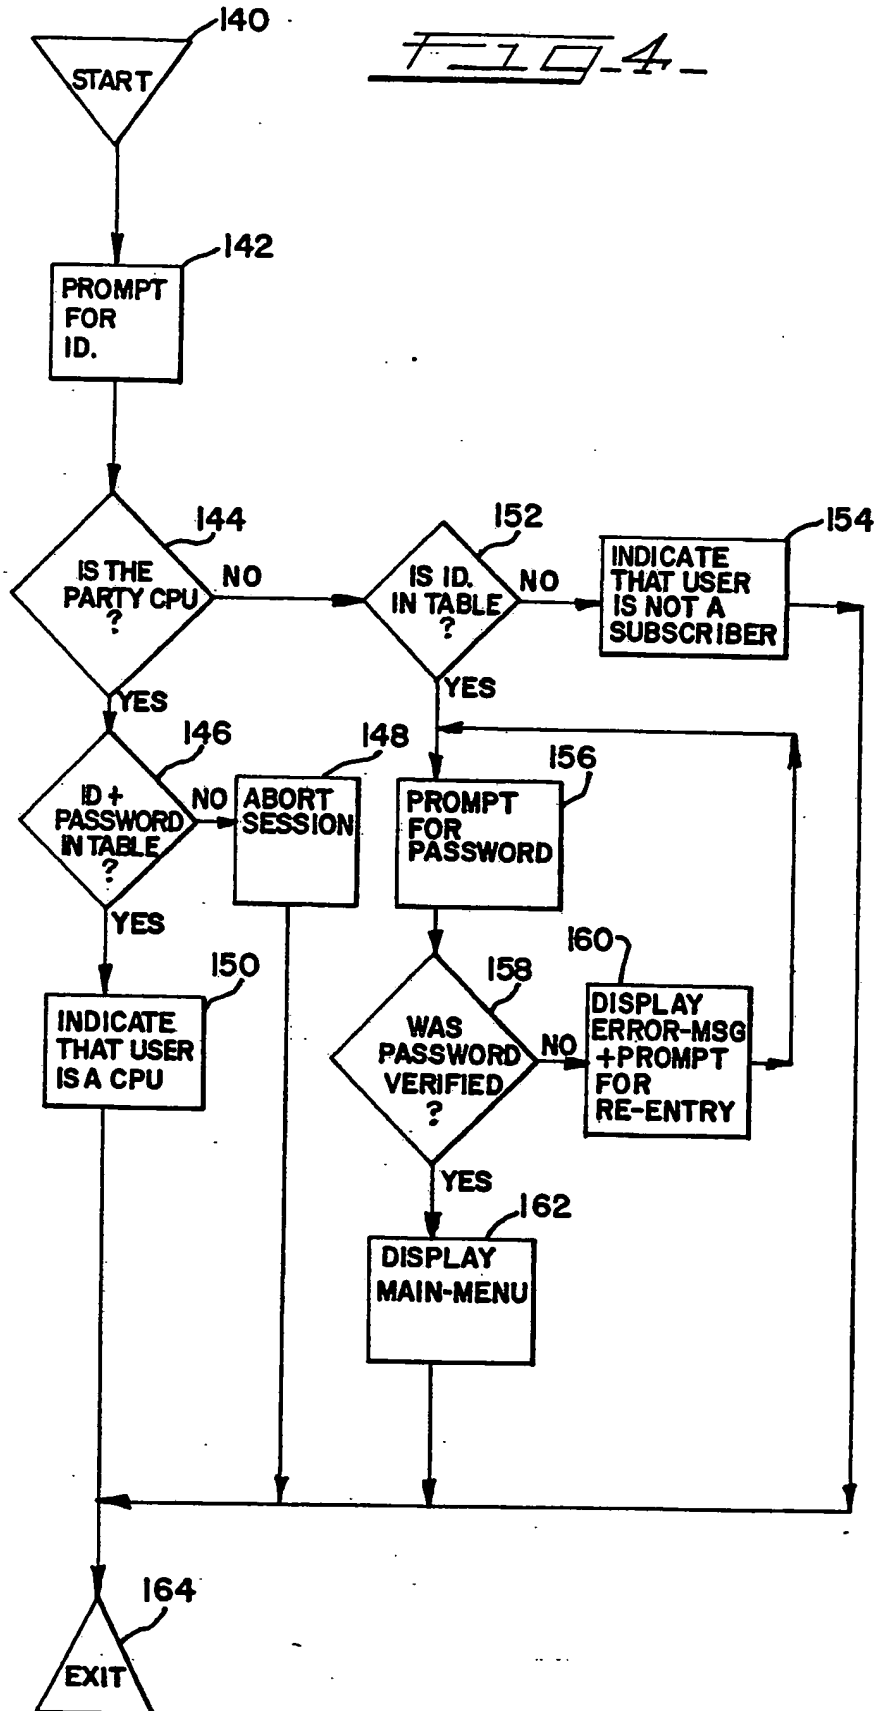 140
Fig. 4.
START
142
PROMPT
FOR
ID.
144
IS THE
PARTY CPU
?
NO
YES
152
IS ID.
IN TABLE
?
NO
YES
154
INDICATE
THAT USER
IS NOT A
SUBSCRIBER
146
ID +
PASSWORD
IN TABLE
?
NO
YES
148
ABORT
SESSION
156
PROMPT
FOR
PASSWORD
150
INDICATE
THAT USER
IS A CPU
158
WAS
PASSWORD
VERIFIED
?
NO
YES
160
DISPLAY
ERROR-MSG
+PROMPT
FOR
RE-ENTRY
162
DISPLAY
MAIN-MENU
164
EXIT